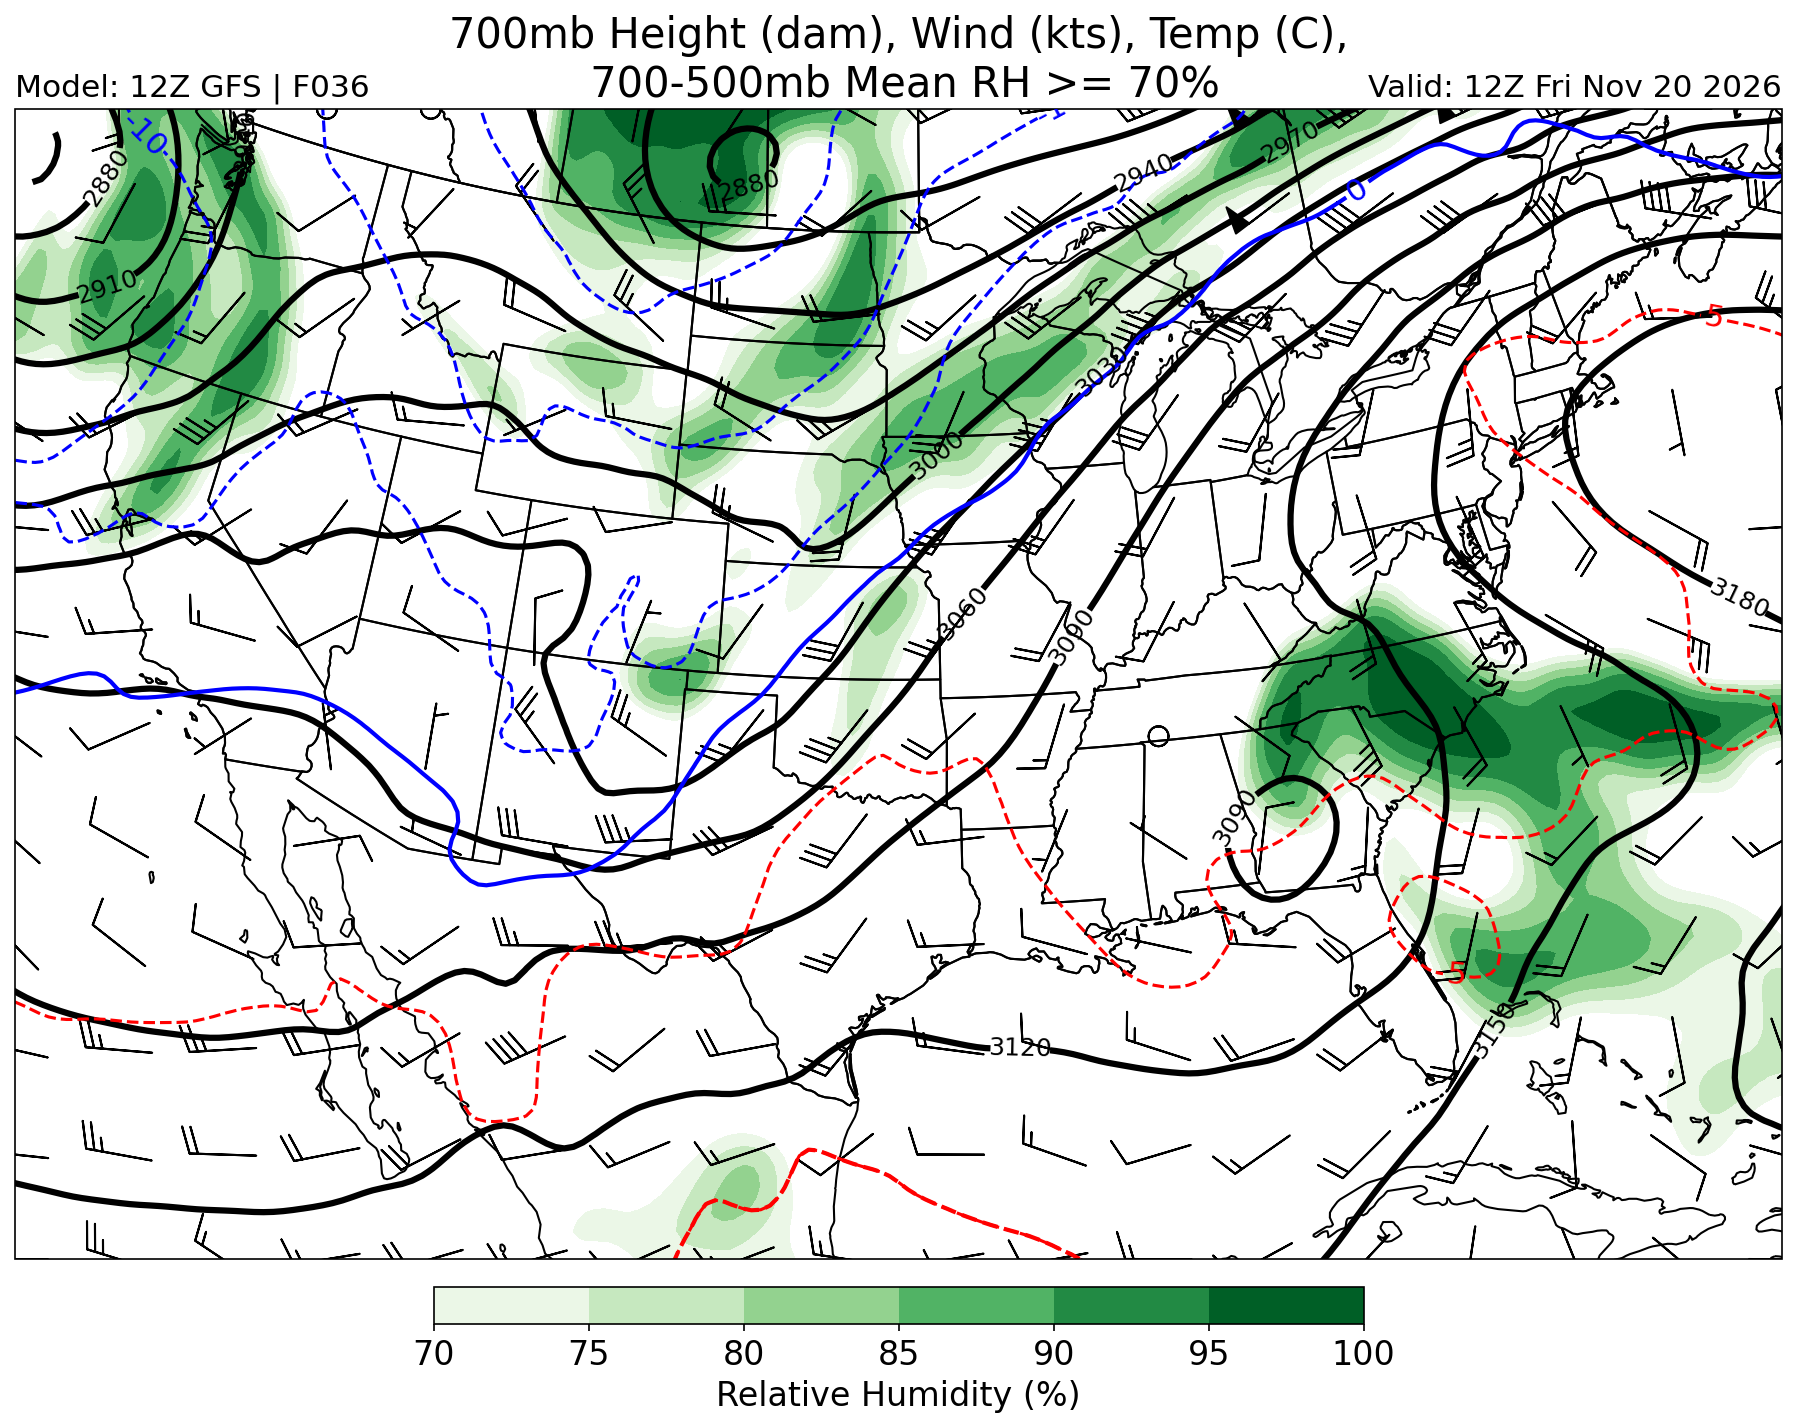 700mb Height (dam), Wind (kts), Temp (C),
Model: 12Z GFS | F036
700-500mb Mean RH >= 70%
Valid: 12Z Fri Nov 20 2026
-10
2880
2910
2880
2940
2970
0
5
3030
3000
3060
3090
3180
3090
5
3120
3150
70 75 80 85 90 95 100
Relative Humidity (%)